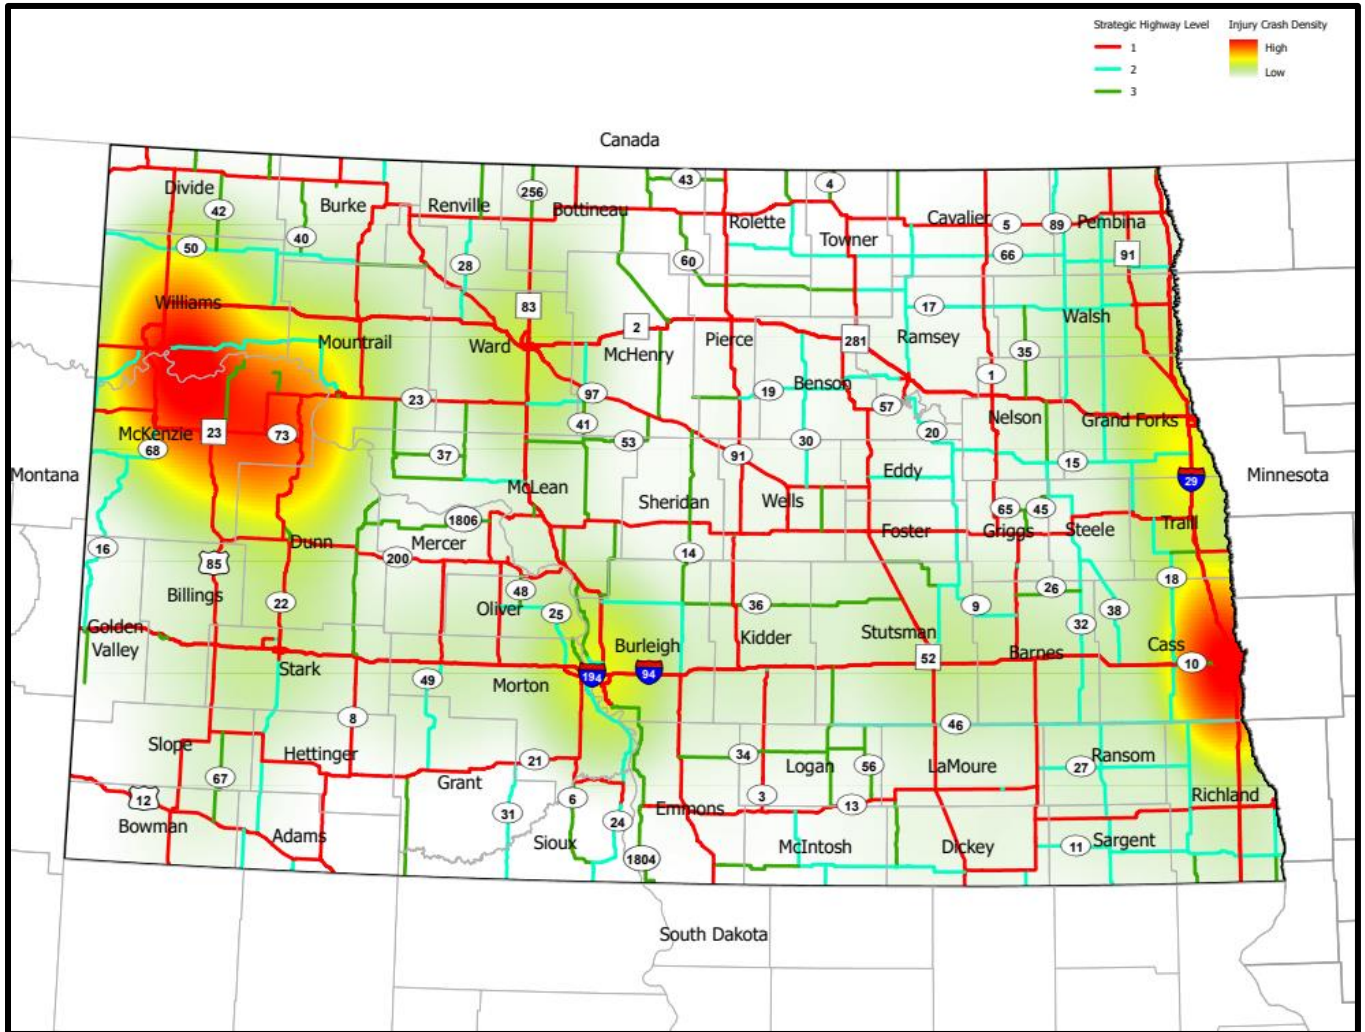 Strategic Highway Level
Injury Crash Density
1
High
2
Low
3
Canada
Divide
42
Burke
Renville
256
Bottineau
43
4
Rolette
Towner
Cavalier
5
89
Pembina
50
40
28
60
66
91
Williams
83
2
17
Walsh
Mountrail
Ward
McHenry
Pierce
281
Ramsey
35
Benson
1
23
97
19
57
Nelson
Grand Forks
McKenzie
23
73
41
20
68
37
53
91
30
15
Montana
Eddy
29
Minnesota
McLean
Sheridan
Wells
65
45
1806
Foster
Griggs
Steele
Traill
16
Dunn
Mercer
200
14
85
Billings
48
18
22
Oliver
25
36
9
26
38
Golden
Valley
Burleigh
Kidder
Stutsman
32
Cass
Stark
194
94
52
Barnes
10
49
Morton
8
46
Slope
Hettinger
21
34
Logan
56
LaMoure
27
Ransom
67
Grant
12
6
3
13
Richland
Bowman
Adams
31
Sioux
24
Emmons
McIntosh
Dickey
11
Sargent
1804
South Dakota